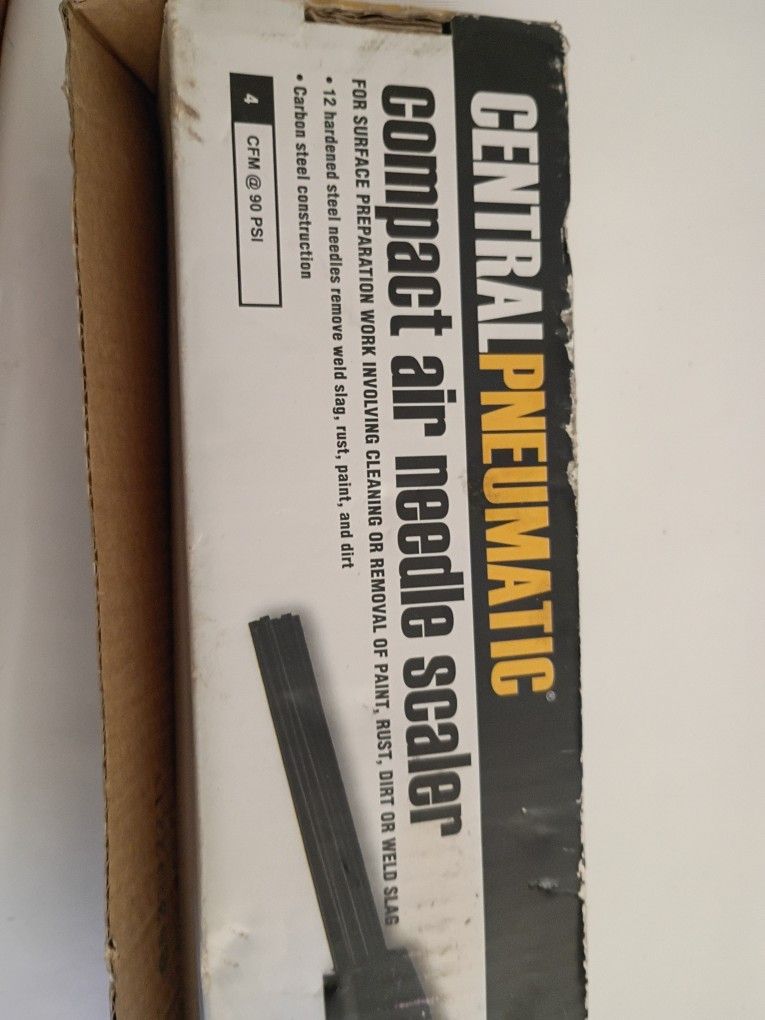 CENTRALPNEUMATIC®
compact air needle scaler
FOR SURFACE PREPARATION WORK INVOLVING CLEANING OR REMOVAL OF PAINT, RUST, DIRT OR WELD SLAG
• 12 hardened steel needles remove weld slag, rust, paint, and dirt
• Carbon steel construction
4 CFM @ 90 PSI